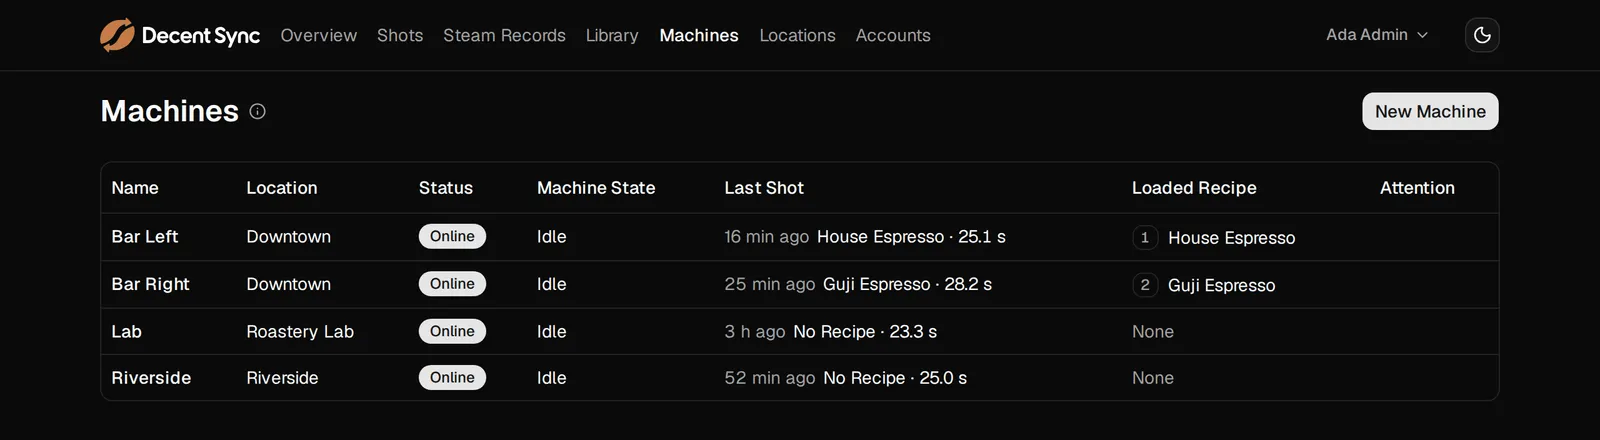 Decent Sync Overview Shots Steam Records Library Machines Locations Accounts Ada Admin
Machines New Machine
Name Location Status Machine State Last Shot Loaded Recipe Attention
Bar Left Downtown Online Idle 16 min ago House Espresso · 25.1 s 1 House Espresso
Bar Right Downtown Online Idle 25 min ago Guji Espresso · 28.2 s 2 Guji Espresso
Lab Roastery Lab Online Idle 3 h ago No Recipe · 23.3 s None
Riverside Riverside Online Idle 52 min ago No Recipe · 25.0 s None